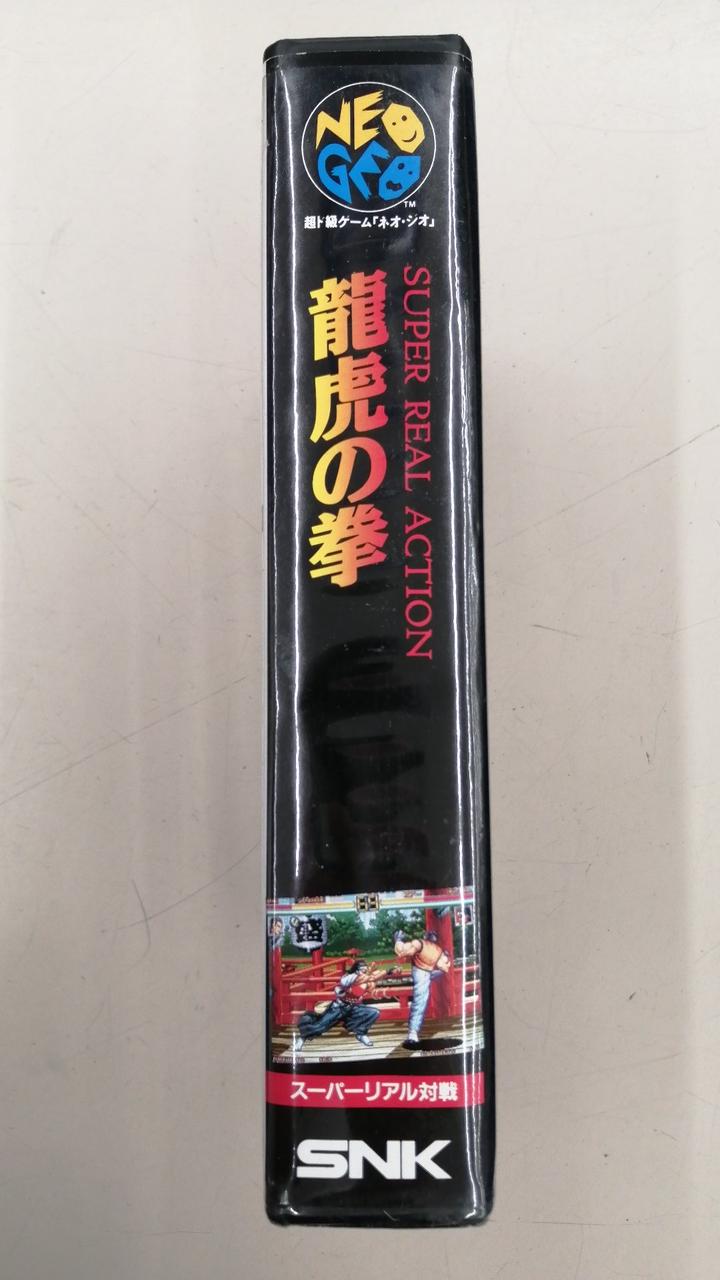 NEO
GEO
TM
超ド級ゲーム「ネオ・ジオ」
龍虎の拳
SUPER REAL ACTION
スーパーリアル対戦
SNK